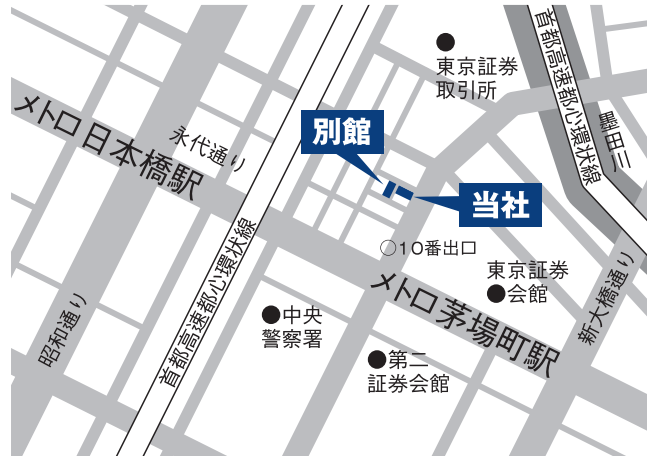 東京証券
取引所
首都高速都心環状線
墨田川
メトロ日本橋駅
永代通り
別館
当社
○10番出口
首都高速都心環状線
東京証券
●会館
新大橋通り
メトロ茅場町駅
昭和通り
●中央
警察署
●第二
証券会館